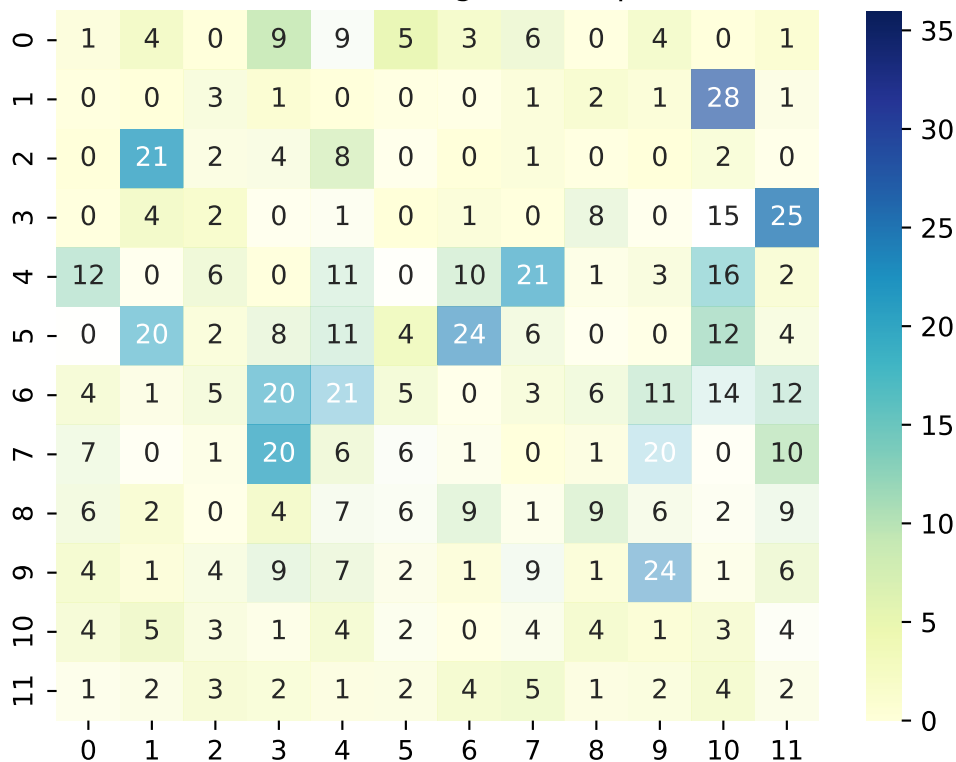 0 1 4 0 9 9 5 3 6 0 4 0 1
1 0 0 3 1 0 0 0 1 2 1 28 1
2 0 21 2 4 8 0 0 1 0 0 2 0
3 0 4 2 0 1 0 1 0 8 0 15 25
4 12 0 6 0 11 0 10 21 1 3 16 2
5 0 20 2 8 11 4 24 6 0 0 12 4
6 4 1 5 20 21 5 0 3 6 11 14 12
7 7 0 1 20 6 6 1 0 1 20 0 10
8 6 2 0 4 7 6 9 1 9 6 2 9
9 4 1 4 9 7 2 1 9 1 24 1 6
10 4 5 3 1 4 2 0 4 4 1 3 4
11 1 2 3 2 1 2 4 5 1 2 4 2
0 1 2 3 4 5 6 7 8 9 10 11
35
30
25
20
15
10
5
0